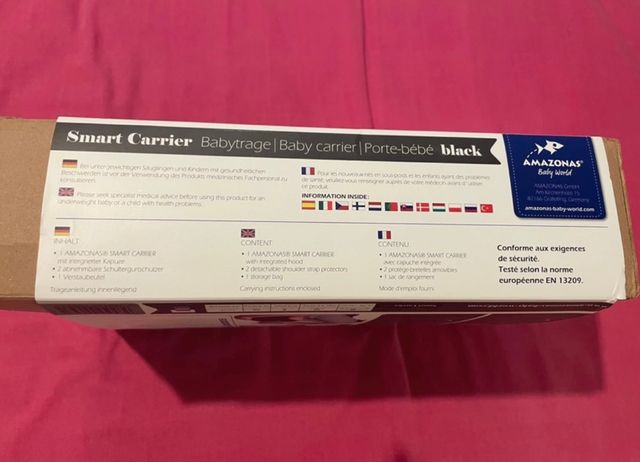 Smart Carrier Babytrage | Baby carrier | Porte-bébé black
Bei untergewichtigen Säuglingen und Kindern mit gesundheitlichen
Beschwerden ist vor der Verwendung des Produkts medizinisches Fachpersonal zu
konsultieren.
Please seek specialist medical advice before using this product for an
underweight baby or a child with health problems.
Pour les nouveau-nés en sous-poids et les enfants ayant des problèmes
de santé, veuillez-vous renseigner auprès de votre médecin avant d'utiliser
ce produit.
INFORMATION INSIDE:
AMAZONAS®
Baby World
AMAZONAS GmbH
Am Kirchenhölzl 15
82166 Gräfelfing, Germany
amazonas-baby-world.com
INHALT
• 1 AMAZONAS® SMART CARRIER
mit integrierter Kapuze
• 2 abnehmbare Schultergurtschützer
• 1 Verstaubeutel
Trageanleitung innenliegend
CONTENT
• 1 AMAZONAS® SMART CARRIER
with integrated hood
• 2 detachable shoulder strap protectors
• 1 storage bag
Carrying instructions enclosed
CONTENU
• 1 AMAZONAS® SMART CARRIER
avec capuche intégrée
• 2 protège-bretelles amovibles
• 1 sac de rangement
Mode d'emploi fourni
Conforme aux exigences
de sécurité.
Testé selon la norme
européenne EN 13209.